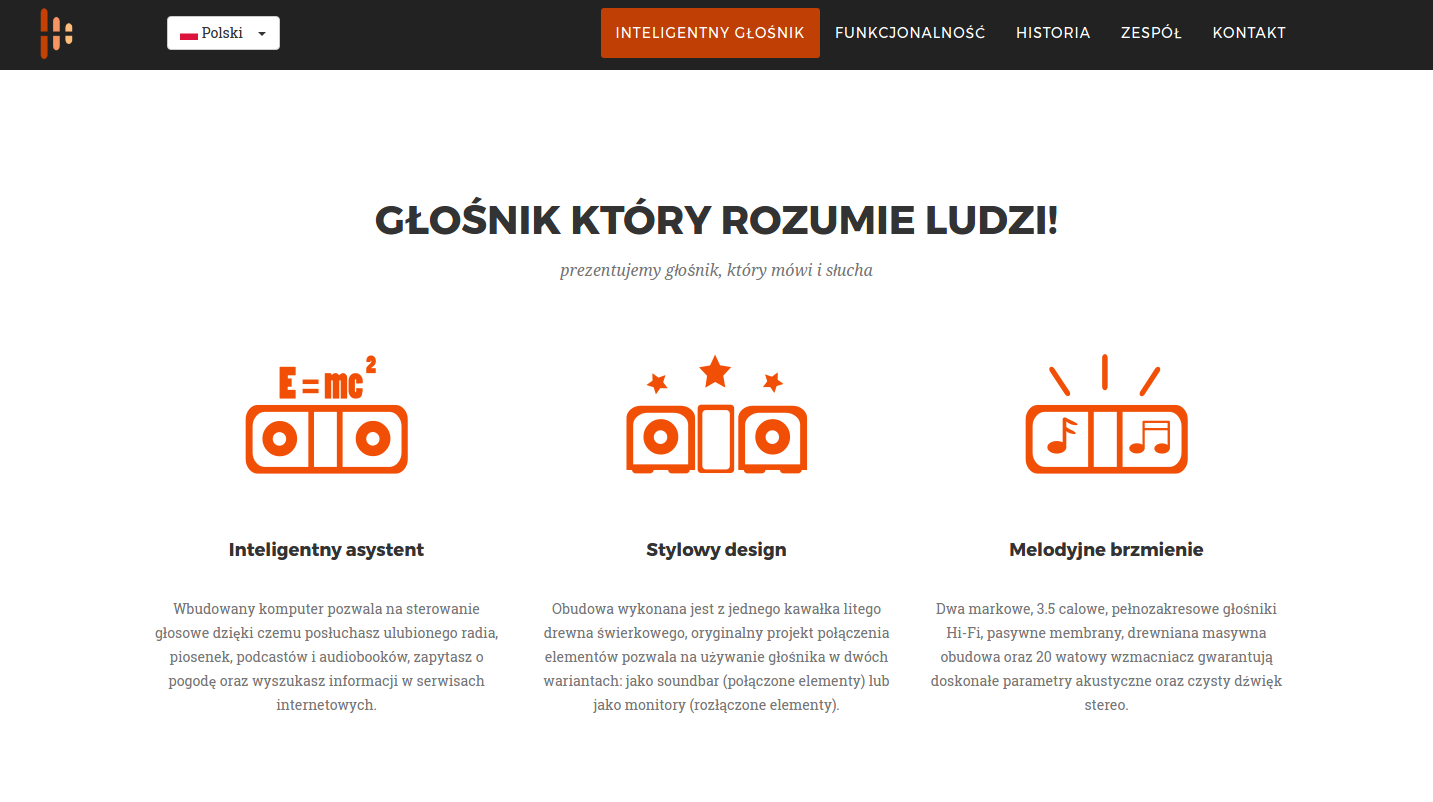 Polski
INTELIGENTNY GŁOŚNIK
FUNKCJONALNOŚĆ
HISTORIA
ZESPÓŁ
KONTAKT
GŁOŚNIK KTÓRY ROZUMIE LUDZI!
prezentujemy głośnik, który mówi i słucha
E = mc²
Inteligentny asystent
Wbudowany komputer pozwala na sterowanie
głosowe dzięki czemu posłuchasz ulubionego radia,
piosenek, podcastów i audiobooków, zapytasz o
pogodę oraz wyszukasz informacji w serwisach
internetowych.
Stylowy design
Obudowa wykonana jest z jednego kawałka litego
drewna świerkowego, oryginalny projekt połączenia
elementów pozwala na używanie głośnika w dwóch
wariantach: jako soundbar (połączone elementy) lub
jako monitory (rozłączone elementy).
Melodyjne brzmienie
Dwa markowe, 3.5 calowe, pełnozakresowe głośniki
Hi-Fi, pasywne membrany, drewniana masywna
obudowa oraz 20 watowy wzmacniacz gwarantują
doskonałe parametry akustyczne oraz czysty dźwięk
stereo.